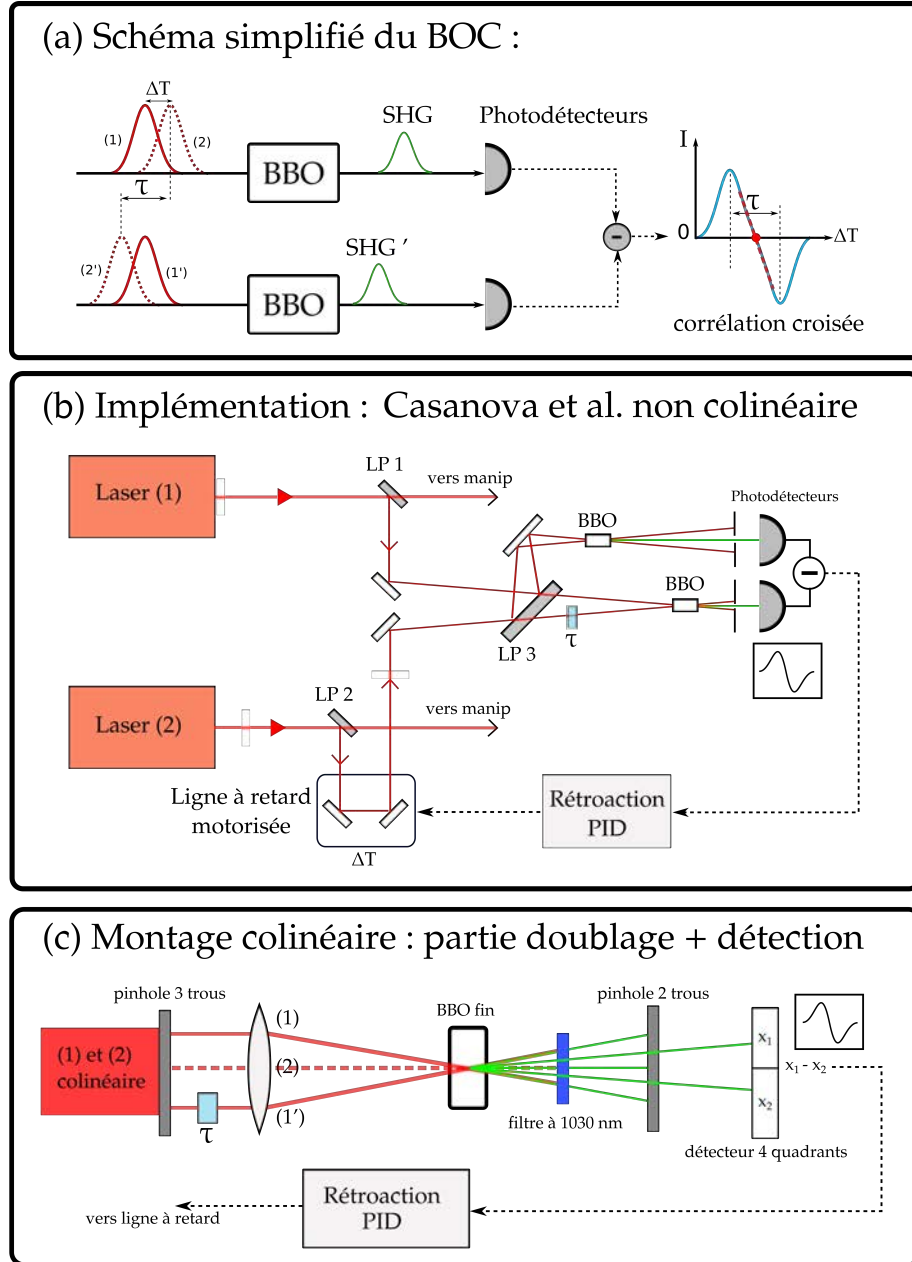 (a) Schéma simplifié du BOC :
ΔT
(1)
(2)
τ
BBO
SHG
Photodétecteurs
(2')
(1')
BBO
SHG '
-
I
0
τ
ΔT
corrélation croisée
(b) Implémentation : Casanova et al. non colinéaire
Laser (1)
LP 1
vers manip
BBO
Photodétecteurs
BBO
-
τ
LP 3
Laser (2)
LP 2
vers manip
Ligne à retard
motorisée
ΔT
Rétroaction
PID
(c) Montage colinéaire : partie doublage + détection
pinhole 3 trous
(1) et (2)
colinéaire
τ
(1)
(2)
(1')
BBO fin
filtre à 1030 nm
pinhole 2 trous
x₁
x₂
x₁ - x₂
détecteur 4 quadrants
Rétroaction
PID
vers ligne à retard